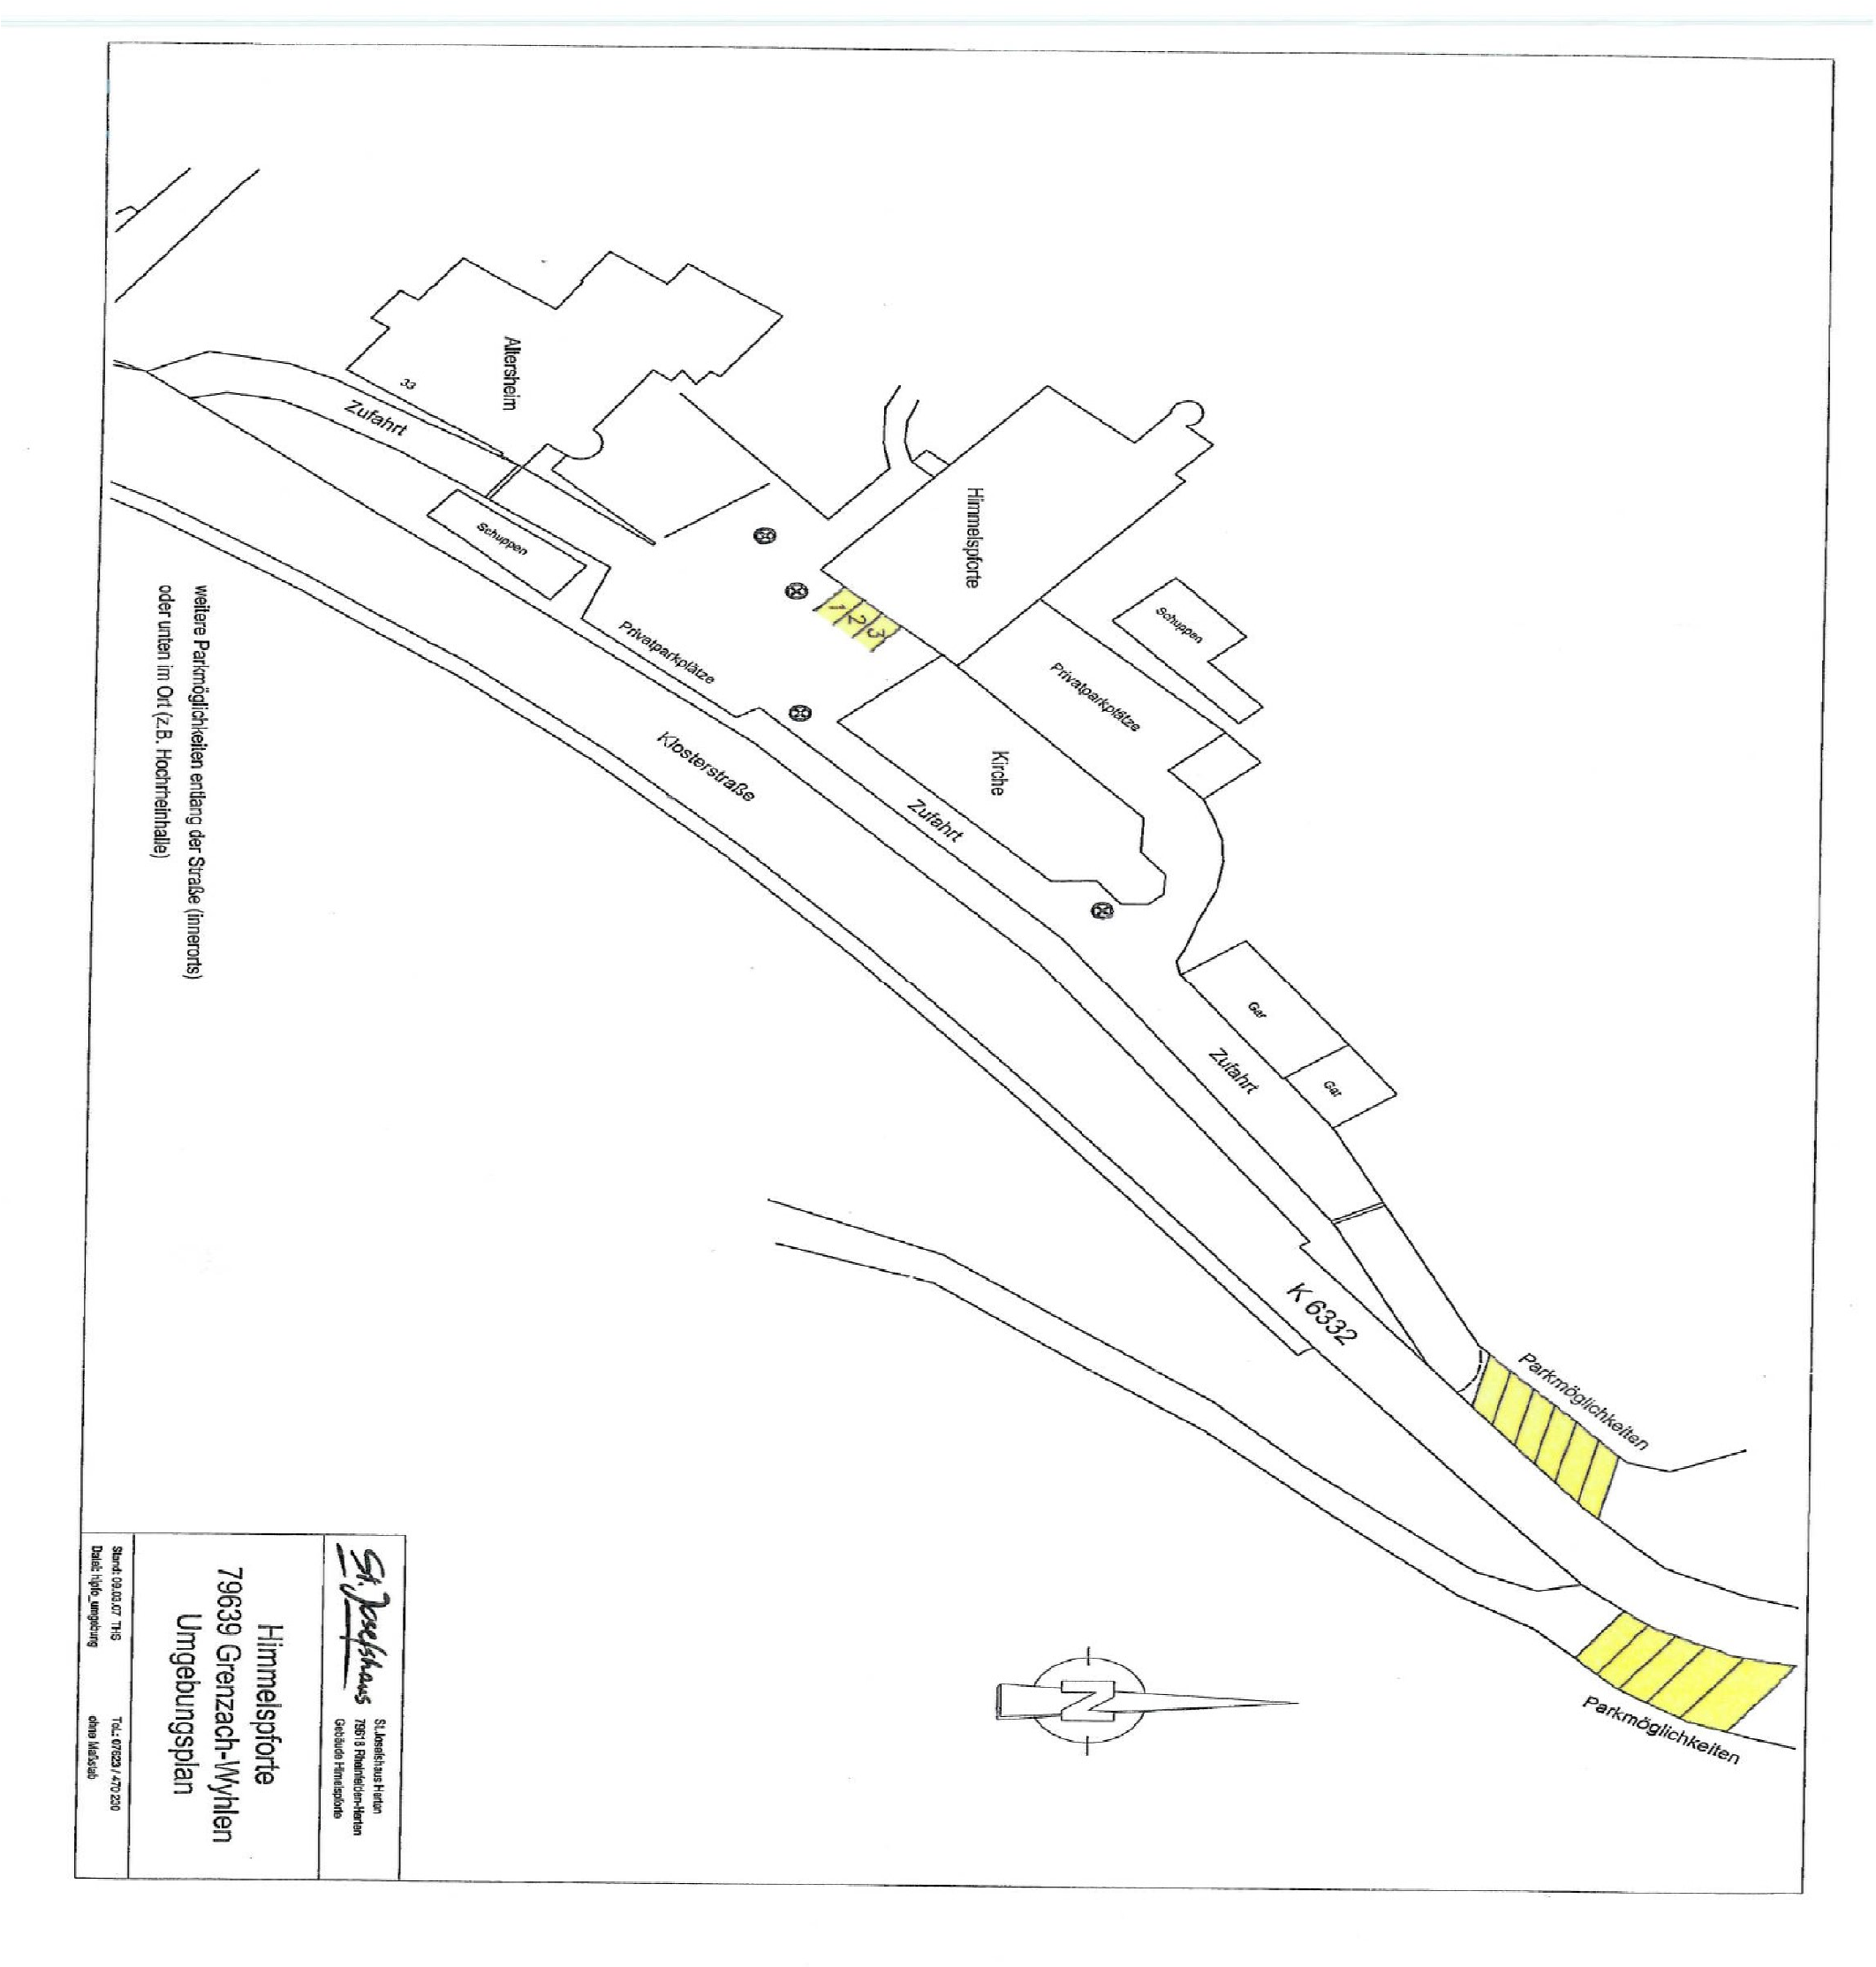 Altersheim
33
Zufahrt
Schuppen
Himmelspforte
1
2
3
Schuppen
Privatparkplätze
Privatparkplätze
Kirche
Klosterstraße
Zufahrt
Gar
Gar
Zufahrt
K 6332
Parkmöglichkeiten
Parkmöglichkeiten
weitere Parkmöglichkeiten entlang der Straße (innerorts)
oder unten im Ort (z.B. Hochrheinhalle)
N
St. Josefshaus
St.Josefshaus Herten
79618 Rheinfelden-Herten
Gebäude Himelspforte
Himmelspforte
79639 Grenzach-Wyhlen
Umgebungsplan
Stand: 09.03.07 THS
Tel.: 07623 / 470 230
Datei: hipfo_umgebung
ohne Maßstab